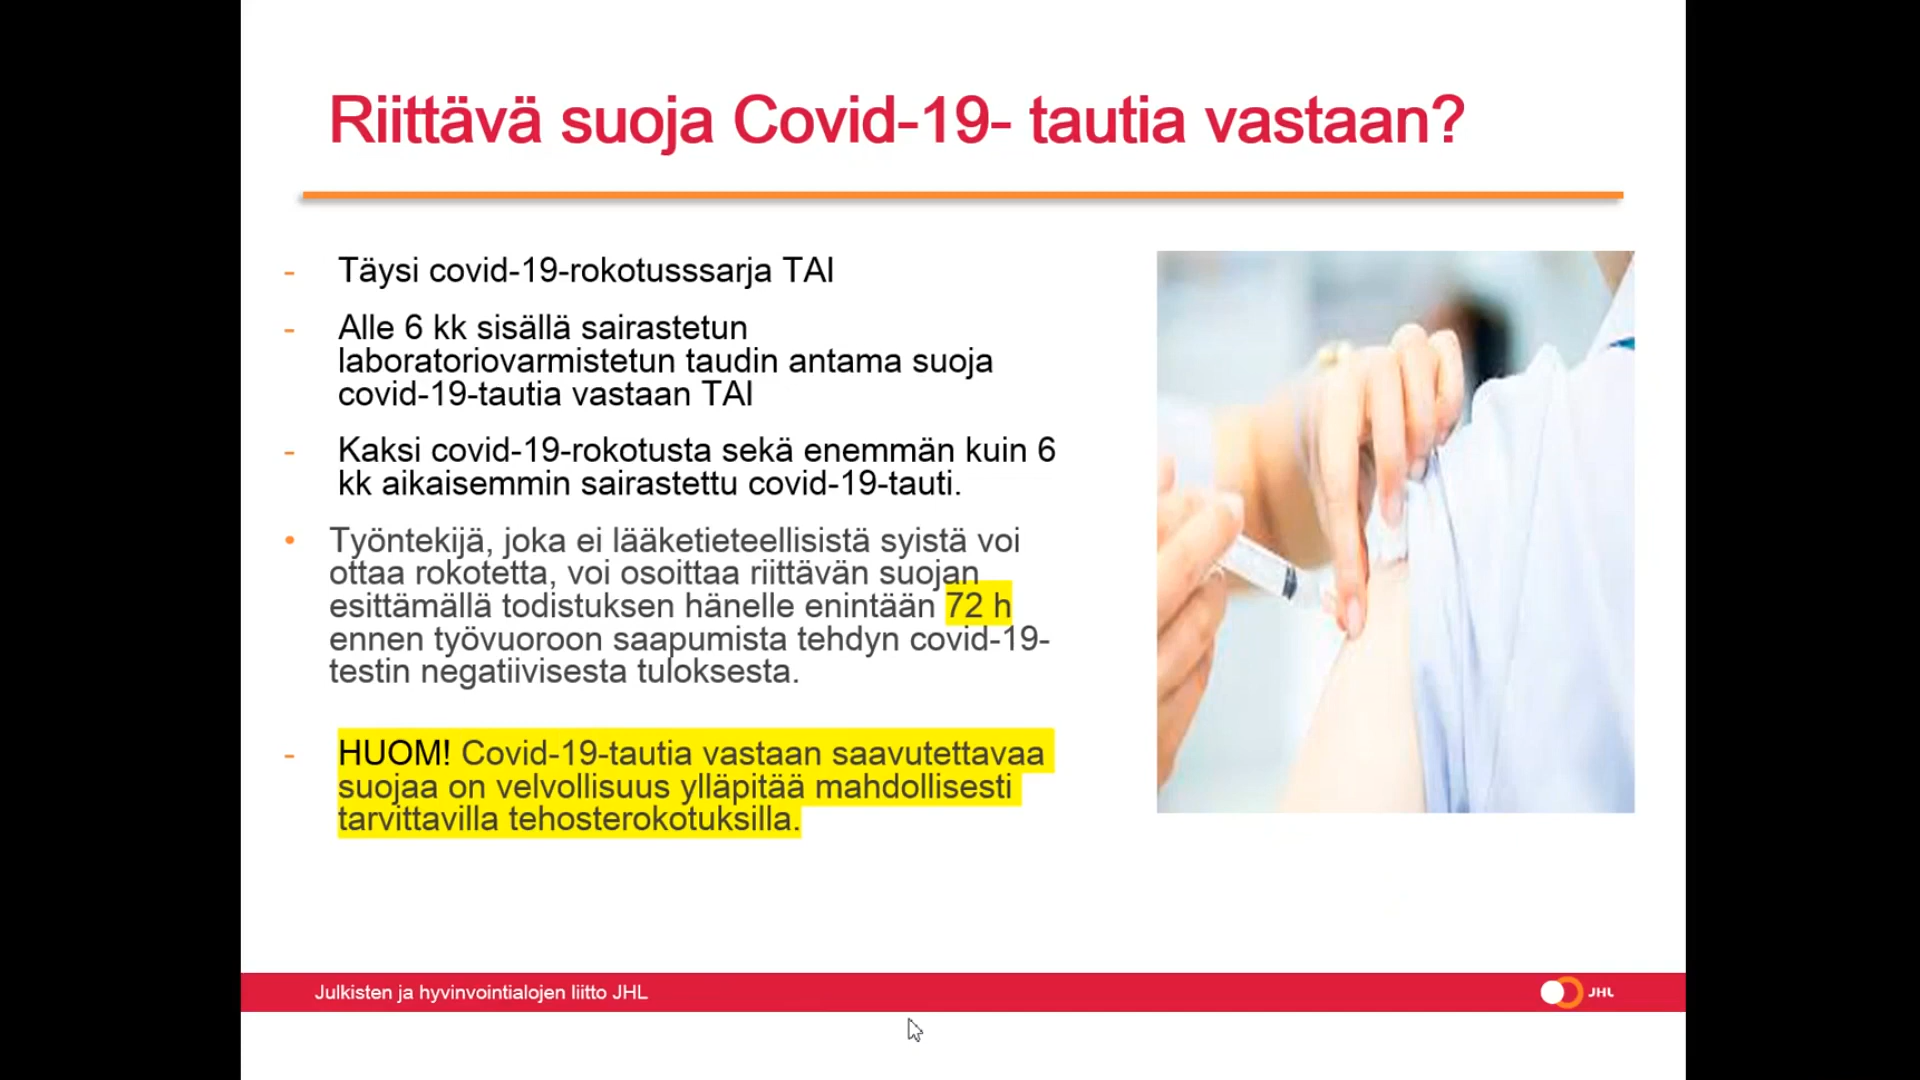 Riittävä suoja Covid-19- tautia vastaan?
- Täysi covid-19-rokotusssarja TAI
- Alle 6 kk sisällä sairastetun
laboratoriovarmistetun taudin antama suoja
covid-19-tautia vastaan TAI
- Kaksi covid-19-rokotusta sekä enemmän kuin 6
kk aikaisemmin sairastettu covid-19-tauti.
• Työntekijä, joka ei lääketieteellisistä syistä voi
ottaa rokotetta, voi osoittaa riittävän suojan
esittämällä todistuksen hänelle enintään 72 h
ennen työvuoroon saapumista tehdyn covid-19-
testin negatiivisesta tuloksesta.
- HUOM! Covid-19-tautia vastaan saavutettavaa
suojaa on velvollisuus ylläpitää mahdollisesti
tarvittavilla tehosterokotuksilla.
Julkisten ja hyvinvointialojen liitto JHL
JHL